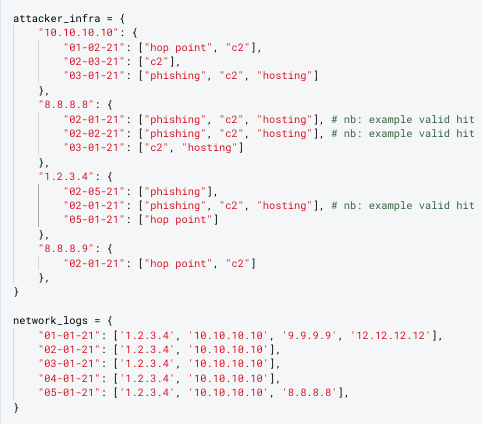 attacker_infra = {
    "10.10.10.10": {
        "01-02-21": ["hop point", "c2"],
        "02-03-21": ["c2"],
        "03-01-21": ["phishing", "c2", "hosting"]
    },
    "8.8.8.8": {
        "02-01-21": ["phishing", "c2", "hosting"], # nb: example valid hit
        "02-02-21": ["phishing", "c2", "hosting"], # nb: example valid hit
        "03-01-21": ["c2", "hosting"]
    },
    "1.2.3.4": {
        "02-05-21": ["phishing"],
        "02-01-21": ["phishing", "c2", "hosting"], # nb: example valid hit
        "05-01-21": ["hop point"]
    },
    "8.8.8.9": {
        "02-01-21": ["hop point", "c2"]
    },
}

network_logs = {
    "01-01-21": ['1.2.3.4', '10.10.10.10', '9.9.9.9', '12.12.12.12'],
    "02-01-21": ['1.2.3.4', '10.10.10.10'],
    "03-01-21": ['1.2.3.4', '10.10.10.10'],
    "04-01-21": ['1.2.3.4', '10.10.10.10'],
    "05-01-21": ['1.2.3.4', '10.10.10.10', '8.8.8.8'],
}